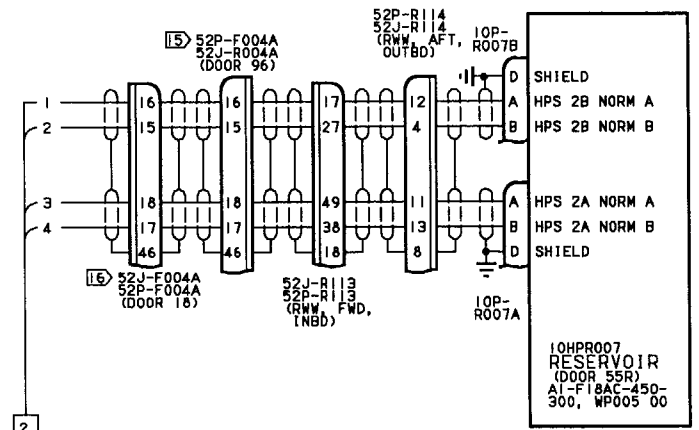 15 52P-F004A
52J-R004A
(DOOR 96)
52P-R114
52J-R114
(RWW, AFT,
OUTBD)
10P-
R007B
D SHIELD
1 16 16 17 12 A HPS 2B NORM A
2 15 15 27 4 B HPS 2B NORM B
3 18 18 49 11 A HPS 2A NORM A
4 17 17 38 13 B HPS 2A NORM B
46 46 18 8 D SHIELD
16 52J-F004A
52P-F004A
(DOOR 18)
52J-R113
52P-R113
(RWW, FWD,
INBD)
10P-
R007A
10HPR007
RESERVOIR
(DOOR 55R)
A1-F18AC-450-
300, WP005 00
2